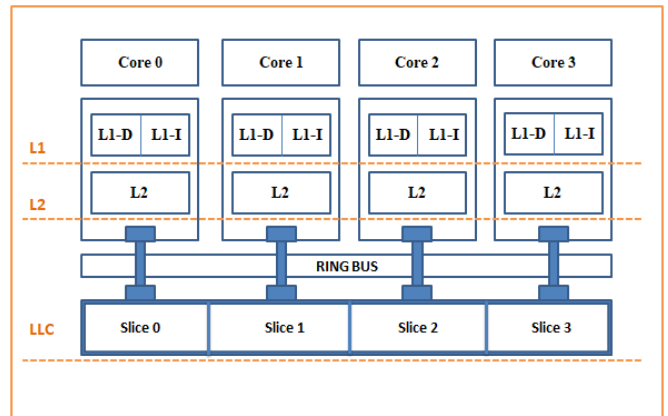 Core 0 Core 1 Core 2 Core 3
L1-D L1-I L1-D L1-I L1-D L1-I L1-D L1-I
L1
L2 L2 L2 L2
L2
RING BUS
LLC Slice 0 Slice 1 Slice 2 Slice 3